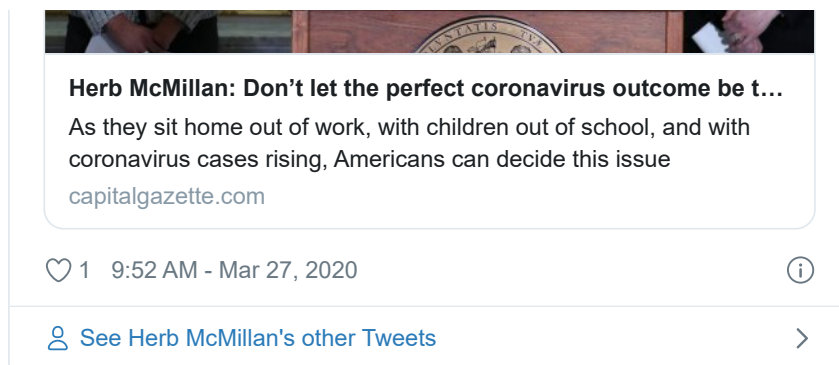 VOLVNTATIS TVÆ
Herb McMillan: Don’t let the perfect coronavirus outcome be t…
As they sit home out of work, with children out of school, and with
coronavirus cases rising, Americans can decide this issue
capitalgazette.com
1 9:52 AM - Mar 27, 2020
See Herb McMillan's other Tweets